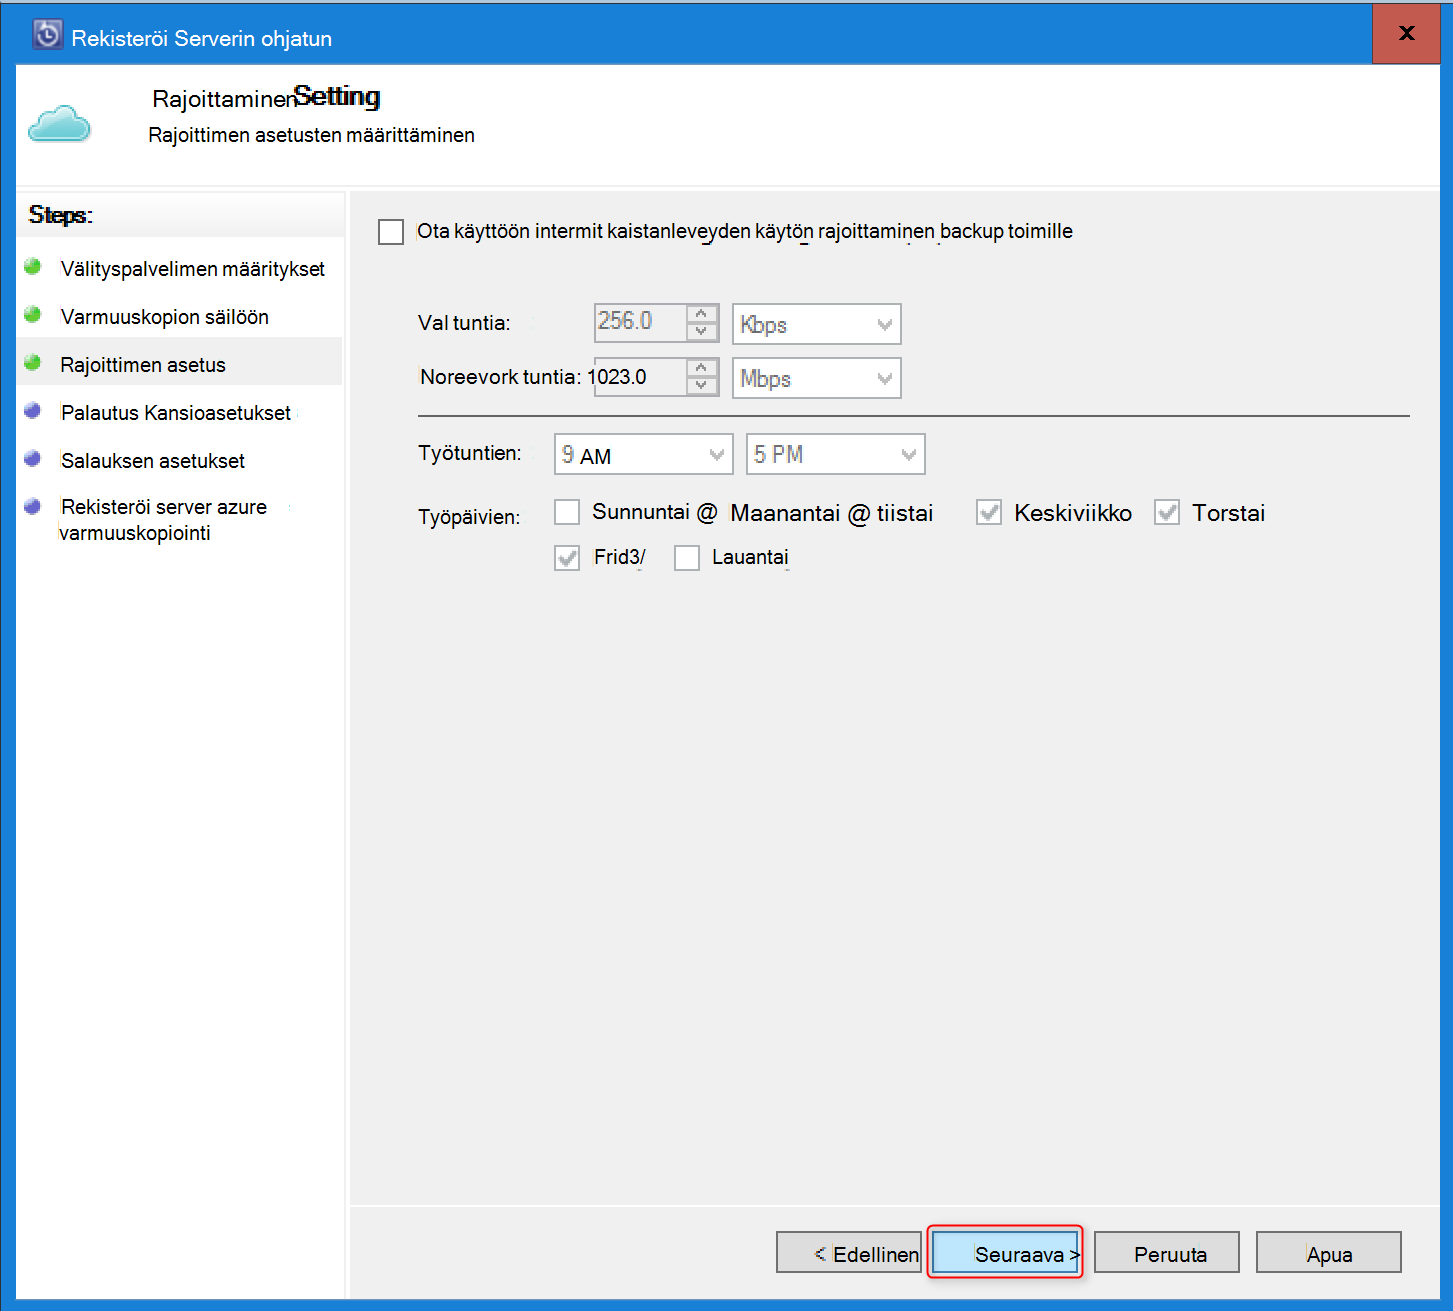 Rekisteröi Serverin ohjatun
x
Rajoittaminen Setting
Rajoittimen asetusten määrittäminen
Steps:
Välityspalvelimen määritykset
Varmuuskopion säilöön
Rajoittimen asetus
Palautus Kansioasetukset
Salauksen asetukset
Rekisteröi server azure
varmuuskopiointi
Ota käyttöön intermit kaistanleveyden käytön rajoittaminen backup toimille
Val tuntia: 256.0 Kbps
Noreevork tuntia: 1023.0 Mbps
Työtuntien: 9 AM 5 PM
Työpäivien: Sunnuntai @ Maanantai @ tiistai Keskiviikko Torstai
Frid3/ Lauantai
< Edellinen Seuraava > Peruuta Apua